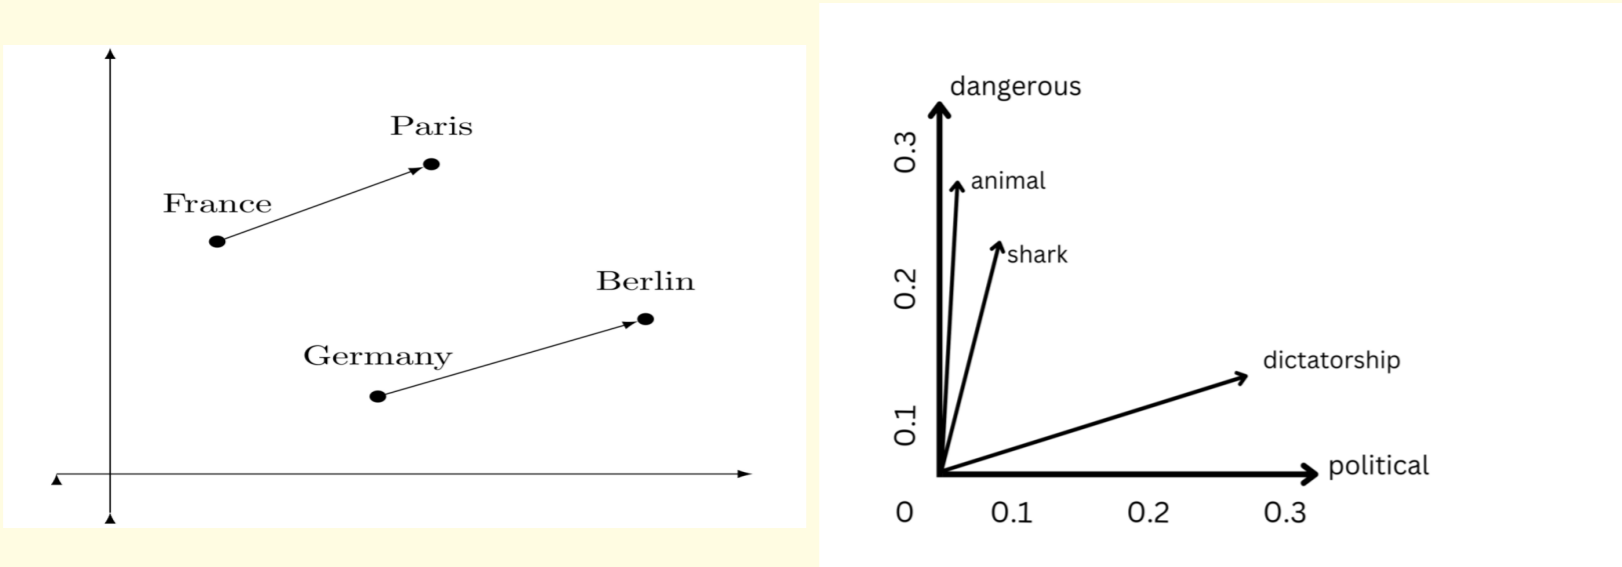 Paris
France
Berlin
Germany
dangerous
0.3
animal
shark
0.2
dictatorship
0.1
political
0 0.1 0.2 0.3